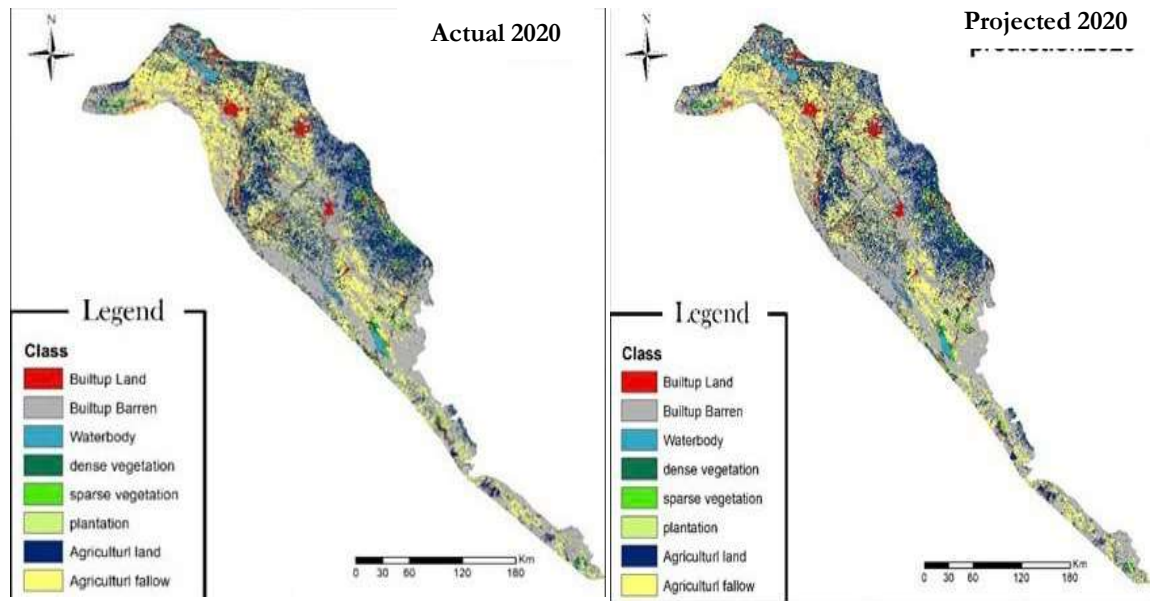 N
Actual 2020
Legend
Class
Builtup Land
Builtup Barren
Waterbody
dense vegetation
sparse vegetation
plantation
Agriculturl land
Agriculturl fallow
Km
0 30 60 120 180
N
Projected 2020
prediction2020
Legend
Class
Builtup Land
Builtup Barren
Waterbody
dense vegetation
sparse vegetation
plantation
Agriculturl land
Agriculturl fallow
Km
0 30 60 120 180